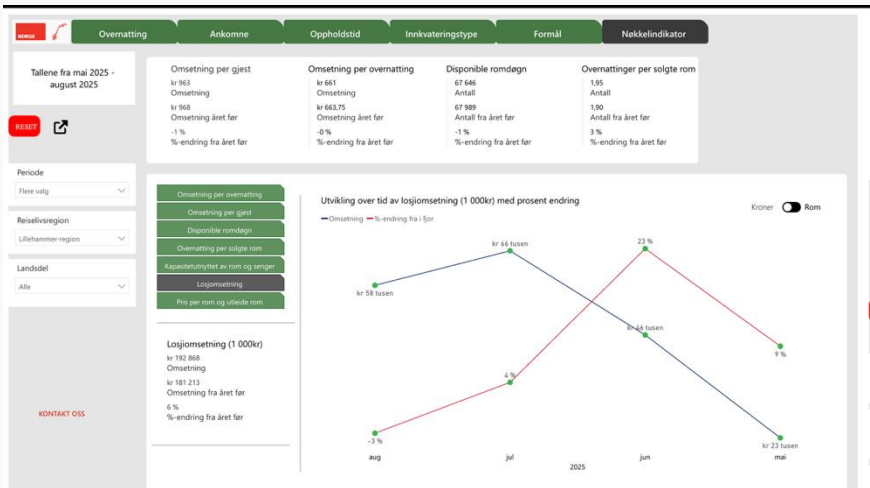 NORGE
Overnatting
Ankomne
Oppholdstid
Innkvateringstype
Formål
Nøkkelindikator
Tallene fra mai 2025 -
august 2025
RESET
Periode
Flere valg
Reiselivsregion
Lillehammer-region
Landsdel
Alle
KONTAKT OSS
Omsetning per gjest
kr 963
Omsetning
kr 968
Omsetning året før
-1 %
%-endring fra året før
Omsetning per overnatting
kr 661
Omsetning
kr 663,75
Omsetning året før
-0 %
%-endring fra året før
Disponible romdøgn
67 646
Antall
67 989
Antall fra året før
-1 %
%-endring fra året før
Overnattinger per solgte rom
1,95
Antall
1,90
Antall fra året før
3 %
%-endring fra året før
Omsetning per overnatting
Omsetning per gjest
Disponible romdøgn
Overnatting per solgte rom
Kapasitetutnyttet av rom og senger
Losjiomsetning
Pris per rom og utleide rom
Losjiomsetning (1 000kr)
kr 192 868
Omsetning
kr 181 213
Omsetning fra året før
6 %
%-endring fra året før
Utvikling over tid av losjiomsetning (1 000kr) med prosent endring
Omsetning %-endring fra i fjor
Kroner Rom
kr 58 tusen
kr 66 tusen
kr 46 tusen
kr 23 tusen
-3 %
4 %
23 %
9 %
aug jul jun mai
2025